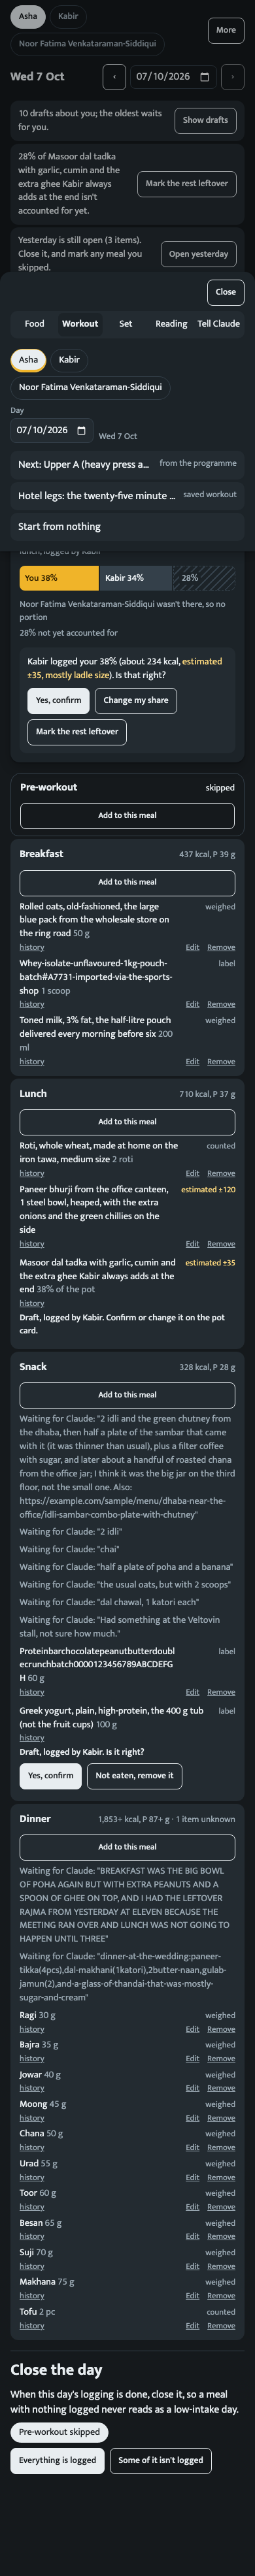 Asha
Kabir
Noor Fatima Venkataraman-Siddiqui
More
Wed 7 Oct
‹
07/10/2026
›
10 drafts about you; the oldest waits
for you.
Show drafts
28% of Masoor dal tadka
with garlic, cumin and the
extra ghee Kabir always
adds at the end isn't
accounted for yet.
Mark the rest leftover
Yesterday is still open (3 items).
Close it, and mark any meal you
skipped.
Open yesterday
Close
Food
Workout
Set
Reading
Tell Claude
Asha
Kabir
Noor Fatima Venkataraman-Siddiqui
Day
07/10/2026
Wed 7 Oct
Next: Upper A (heavy press a...
from the programme
Hotel legs: the twenty-five minute ...
saved workout
Start from nothing
lunch, logged by Kabir
You 38%
Kabir 34%
28%
Noor Fatima Venkataraman-Siddiqui wasn't there, so no
portion
28% not yet accounted for
Kabir logged your 38% (about 234 kcal, estimated
±35, mostly ladle size). Is that right?
Yes, confirm
Change my share
Mark the rest leftover
Pre-workout
skipped
Add to this meal
Breakfast
437 kcal, P 39 g
Add to this meal
Rolled oats, old-fashioned, the large
blue pack from the wholesale store on
the ring road 50 g
weighed
history
Edit
Remove
Whey-isolate-unflavoured-1kg-pouch-
batch#A7731-imported-via-the-sports-
shop 1 scoop
label
history
Edit
Remove
Toned milk, 3% fat, the half-litre pouch
delivered every morning before six 200
ml
weighed
history
Edit
Remove
Lunch
710 kcal, P 37 g
Add to this meal
Roti, whole wheat, made at home on the
iron tawa, medium size 2 roti
counted
history
Edit
Remove
Paneer bhurji from the office canteen,
1 steel bowl, heaped, with the extra
onions and the green chillies on the
side
estimated ±120
history
Edit
Remove
Masoor dal tadka with garlic, cumin and
the extra ghee Kabir always adds at the
end 38% of the pot
estimated ±35
history
Draft, logged by Kabir. Confirm or change it on the pot
card.
Snack
328 kcal, P 28 g
Add to this meal
Waiting for Claude: "2 idli and the green chutney from
the dhaba, then half a plate of the sambar that came
with it (it was thinner than usual), plus a filter coffee
with sugar, and later about a handful of roasted chana
from the office jar; I think it was the big jar on the third
floor, not the small one. Also:
https://example.com/sample/menu/dhaba-near-the-
office/idli-sambar-combo-plate-with-chutney"
Waiting for Claude: "2 idli"
Waiting for Claude: "chai"
Waiting for Claude: "half a plate of poha and a banana"
Waiting for Claude: "the usual oats, but with 2 scoops"
Waiting for Claude: "dal chawal, 1 katori each"
Waiting for Claude: "Had something at the Veltovin
stall, not sure how much."
Proteinbarchocolatepeanutbutterdoubl
ecrunchbatch0000123456789ABCDEFG
H 60 g
label
history
Edit
Remove
Greek yogurt, plain, high-protein, the 400 g tub
(not the fruit cups) 100 g
label
history
Draft, logged by Kabir. Is it right?
Yes, confirm
Not eaten, remove it
Dinner
1,853+ kcal, P 87+ g · 1 item unknown
Add to this meal
Waiting for Claude: "BREAKFAST WAS THE BIG BOWL
OF POHA AGAIN BUT WITH EXTRA PEANUTS AND A
SPOON OF GHEE ON TOP, AND I HAD THE LEFTOVER
RAJMA FROM YESTERDAY AT ELEVEN BECAUSE THE
MEETING RAN OVER AND LUNCH WAS NOT GOING TO
HAPPEN UNTIL THREE"
Waiting for Claude: "dinner-at-the-wedding:paneer-
tikka(4pcs),dal-makhani(1katori),2butter-naan,gulab-
jamun(2),and-a-glass-of-thandai-that-was-mostly-
sugar-and-cream"
Ragi 30 g
weighed
history
Edit
Remove
Bajra 35 g
weighed
history
Edit
Remove
Jowar 40 g
weighed
history
Edit
Remove
Moong 45 g
weighed
history
Edit
Remove
Chana 50 g
weighed
history
Edit
Remove
Urad 55 g
weighed
history
Edit
Remove
Toor 60 g
weighed
history
Edit
Remove
Besan 65 g
weighed
history
Edit
Remove
Suji 70 g
weighed
history
Edit
Remove
Makhana 75 g
weighed
history
Edit
Remove
Tofu 2 pc
counted
history
Edit
Remove
Close the day
When this day's logging is done, close it, so a meal
with nothing logged never reads as a low-intake day.
Pre-workout skipped
Everything is logged
Some of it isn't logged